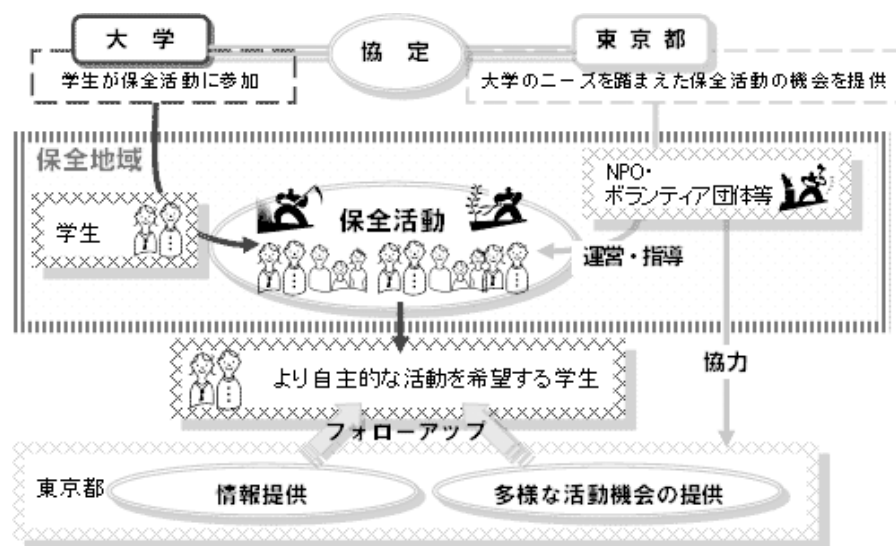 大学
協定
東京都
学生が保全活動に参加
大学のニーズを踏まえた保全活動の機会を提供
保全地域
NPO・
ボランティア団体等
学生
保全活動
運営・指導
より自主的な活動を希望する学生
協力
フォローアップ
東京都
情報提供
多様な活動機会の提供